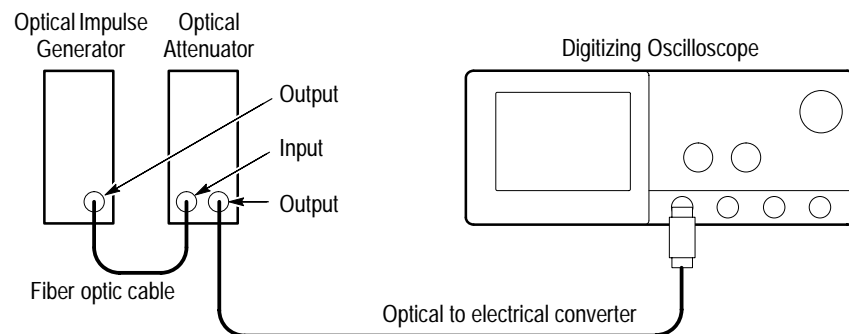 Optical Impulse
Generator
Optical
Attenuator
Digitizing Oscilloscope
Output
Input
Output
Fiber optic cable
Optical to electrical converter